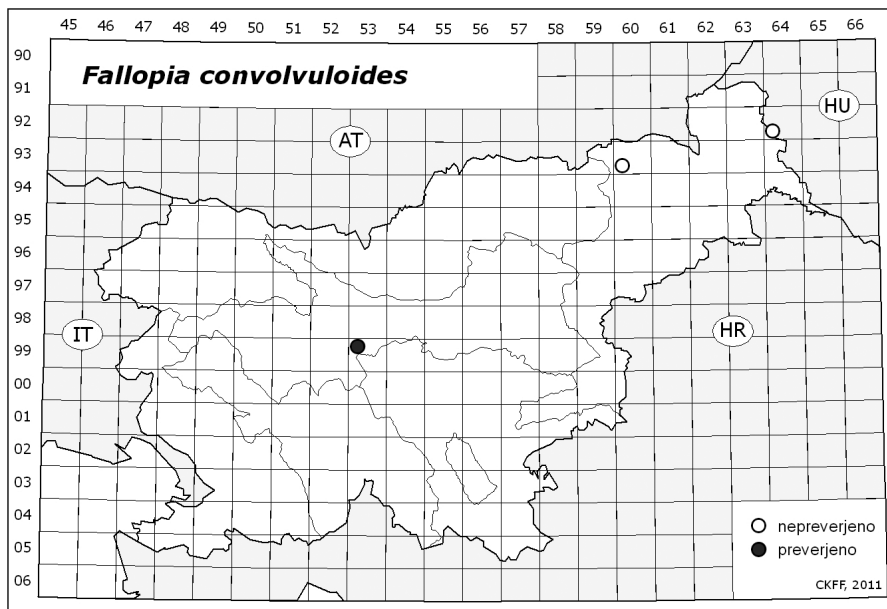 45 46 47 48 49 50 51 52 53 54 55 56 57 58 59 60 61 62 63 64 65 66
90
91
92
93
94
95
96
97
98
99
00
01
02
03
04
05
06
Fallopia convolvuloides
AT
HU
IT
HR
nepreverjeno
preverjeno
CKFF, 2011